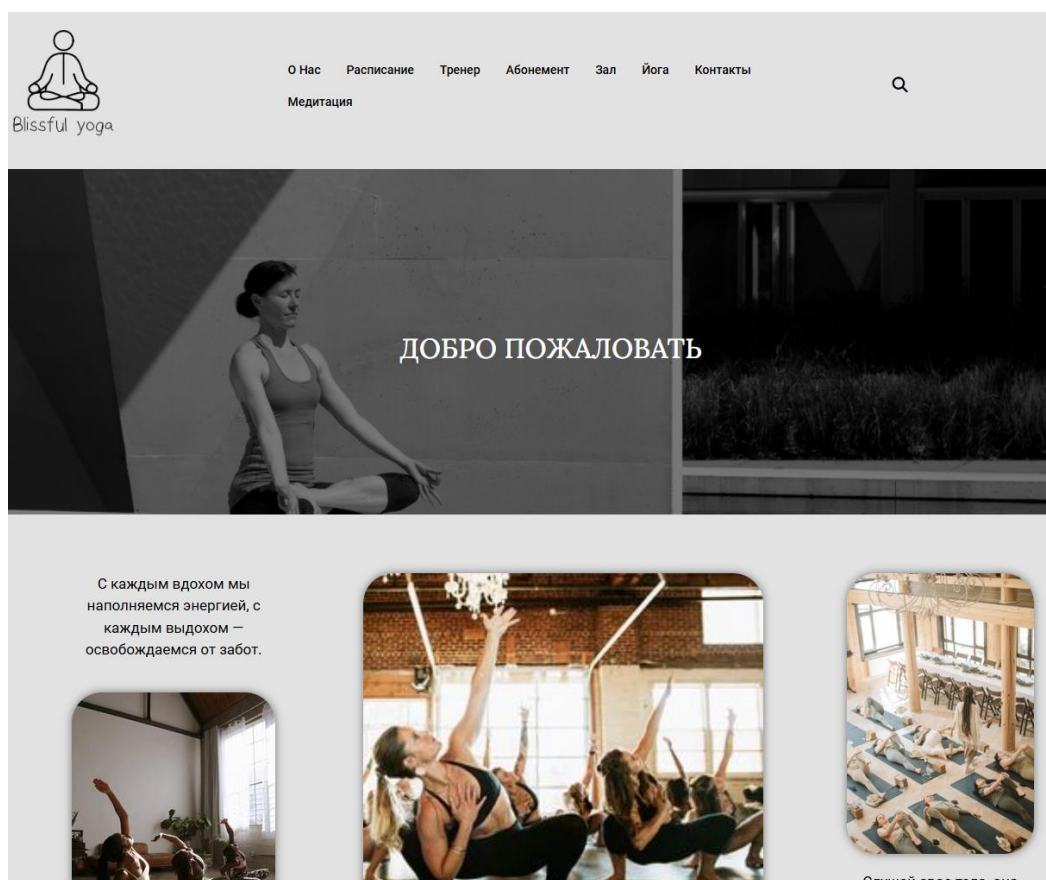 Blissful yoga
О Нас Расписание Тренер Абонемент Зал Йога Контакты
Медитация
ДОБРО ПОЖАЛОВАТЬ
С каждым вдохом мы
наполняемся энергией, с
каждым выдохом —
освобождаемся от забот.